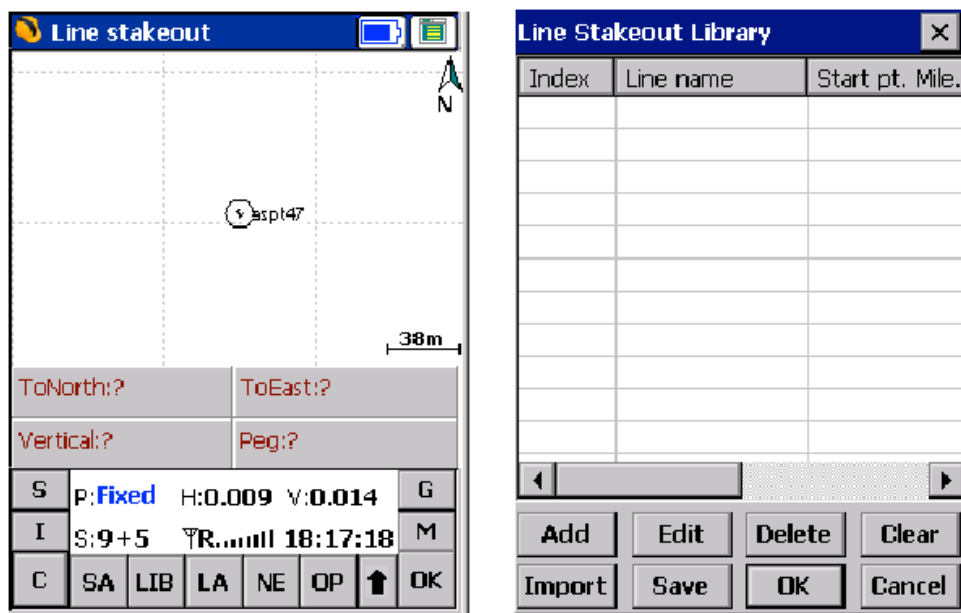 Line stakeout
N
aspt47
38m
ToNorth:? ToEast:?
Vertical:? Peg:?
S P:Fixed H:0.009 V:0.014 G
I S:9+5 R 18:17:18 M
C SA LIB LA NE OP OK
Line Stakeout Library
Index Line name Start pt. Mile.
Add Edit Delete Clear
Import Save OK Cancel